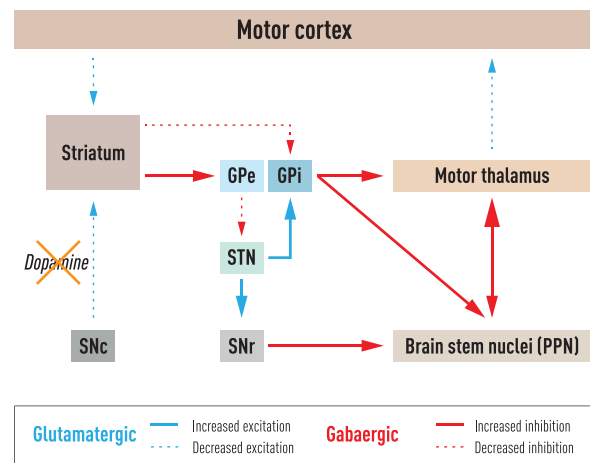 Motor cortex
Striatum
GPe
GPi
Motor thalamus
Dopamine
STN
SNc
SNr
Brain stem nuclei (PPN)
Glutamatergic
Increased excitation
Decreased excitation
Gabaergic
Increased inhibition
Decreased inhibition